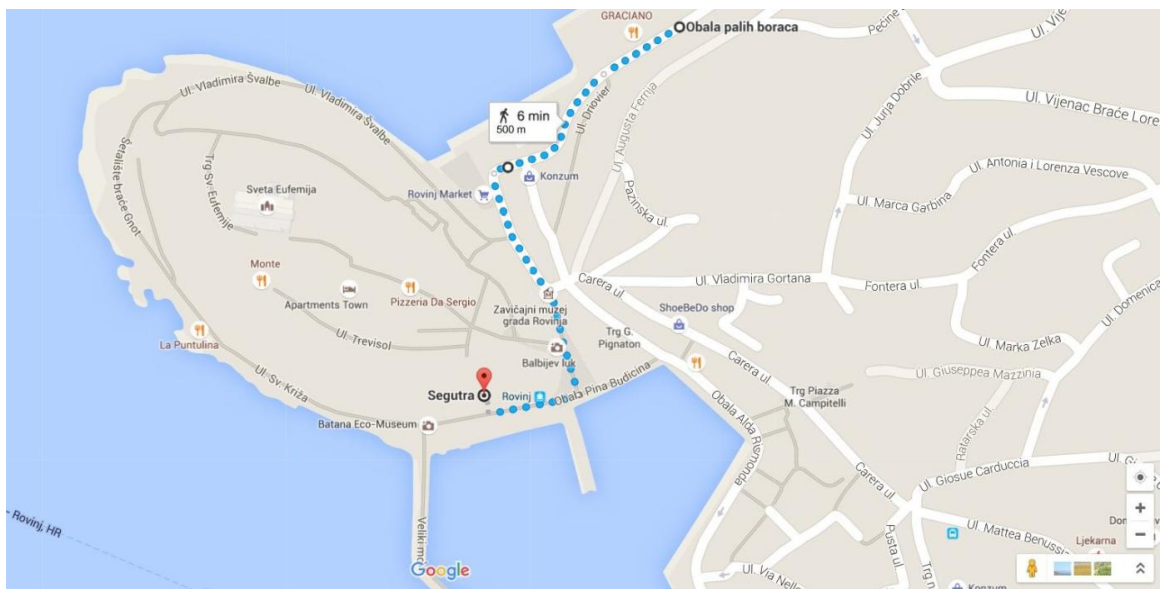 GRACIANO
Obala palih boraca
Pećine
Ul. Vladimira Švalbe
Ul. Vladimira Švalbe
6 min
500 m
Ul. Driovier
Ul. Augusta Ferrija
Ul. Jurja Dobrile
Ul. Vijenac Braće Lore
Šetalište braće Gnot
Trg Sv. Eufemije
Sveta Eufemija
Rovinj Market
Konzum
Pazinska ul.
Ul. Antonia i Lorenza Vescove
Ul. Marca Garbina
Fontera ul.
Monte
Apartments Town
Pizzeria Da Sergio
Zavičajni muzej
grada Rovinja
Carera ul
Ul. Vladimira Gortana
Fontera ul.
ShoeBeDo shop
Ul. Domenica
La Puntulina
Ul. Trevisol
Balbijev luk
Trg G.
Pignaton
Ul. Marka Zelka
Ul. Giuseppea Mazzinia
Ul. Sv. Križa
Segutra
Rovinj
Obala Pina Budicina
Carera ul
Trg Piazza
M. Campitelli
Batana Eco-Museum
Obala Alda Rismonda
Ratarska ul
Carera ul
Ul. Giosue Carduccia
Ul. G
- Rovinj, HR
Veliki mo
Google
Pusta ul
Ul. Mattea Benussia
Ljekarna
Ul. Via Nello
Trg n
Konzum